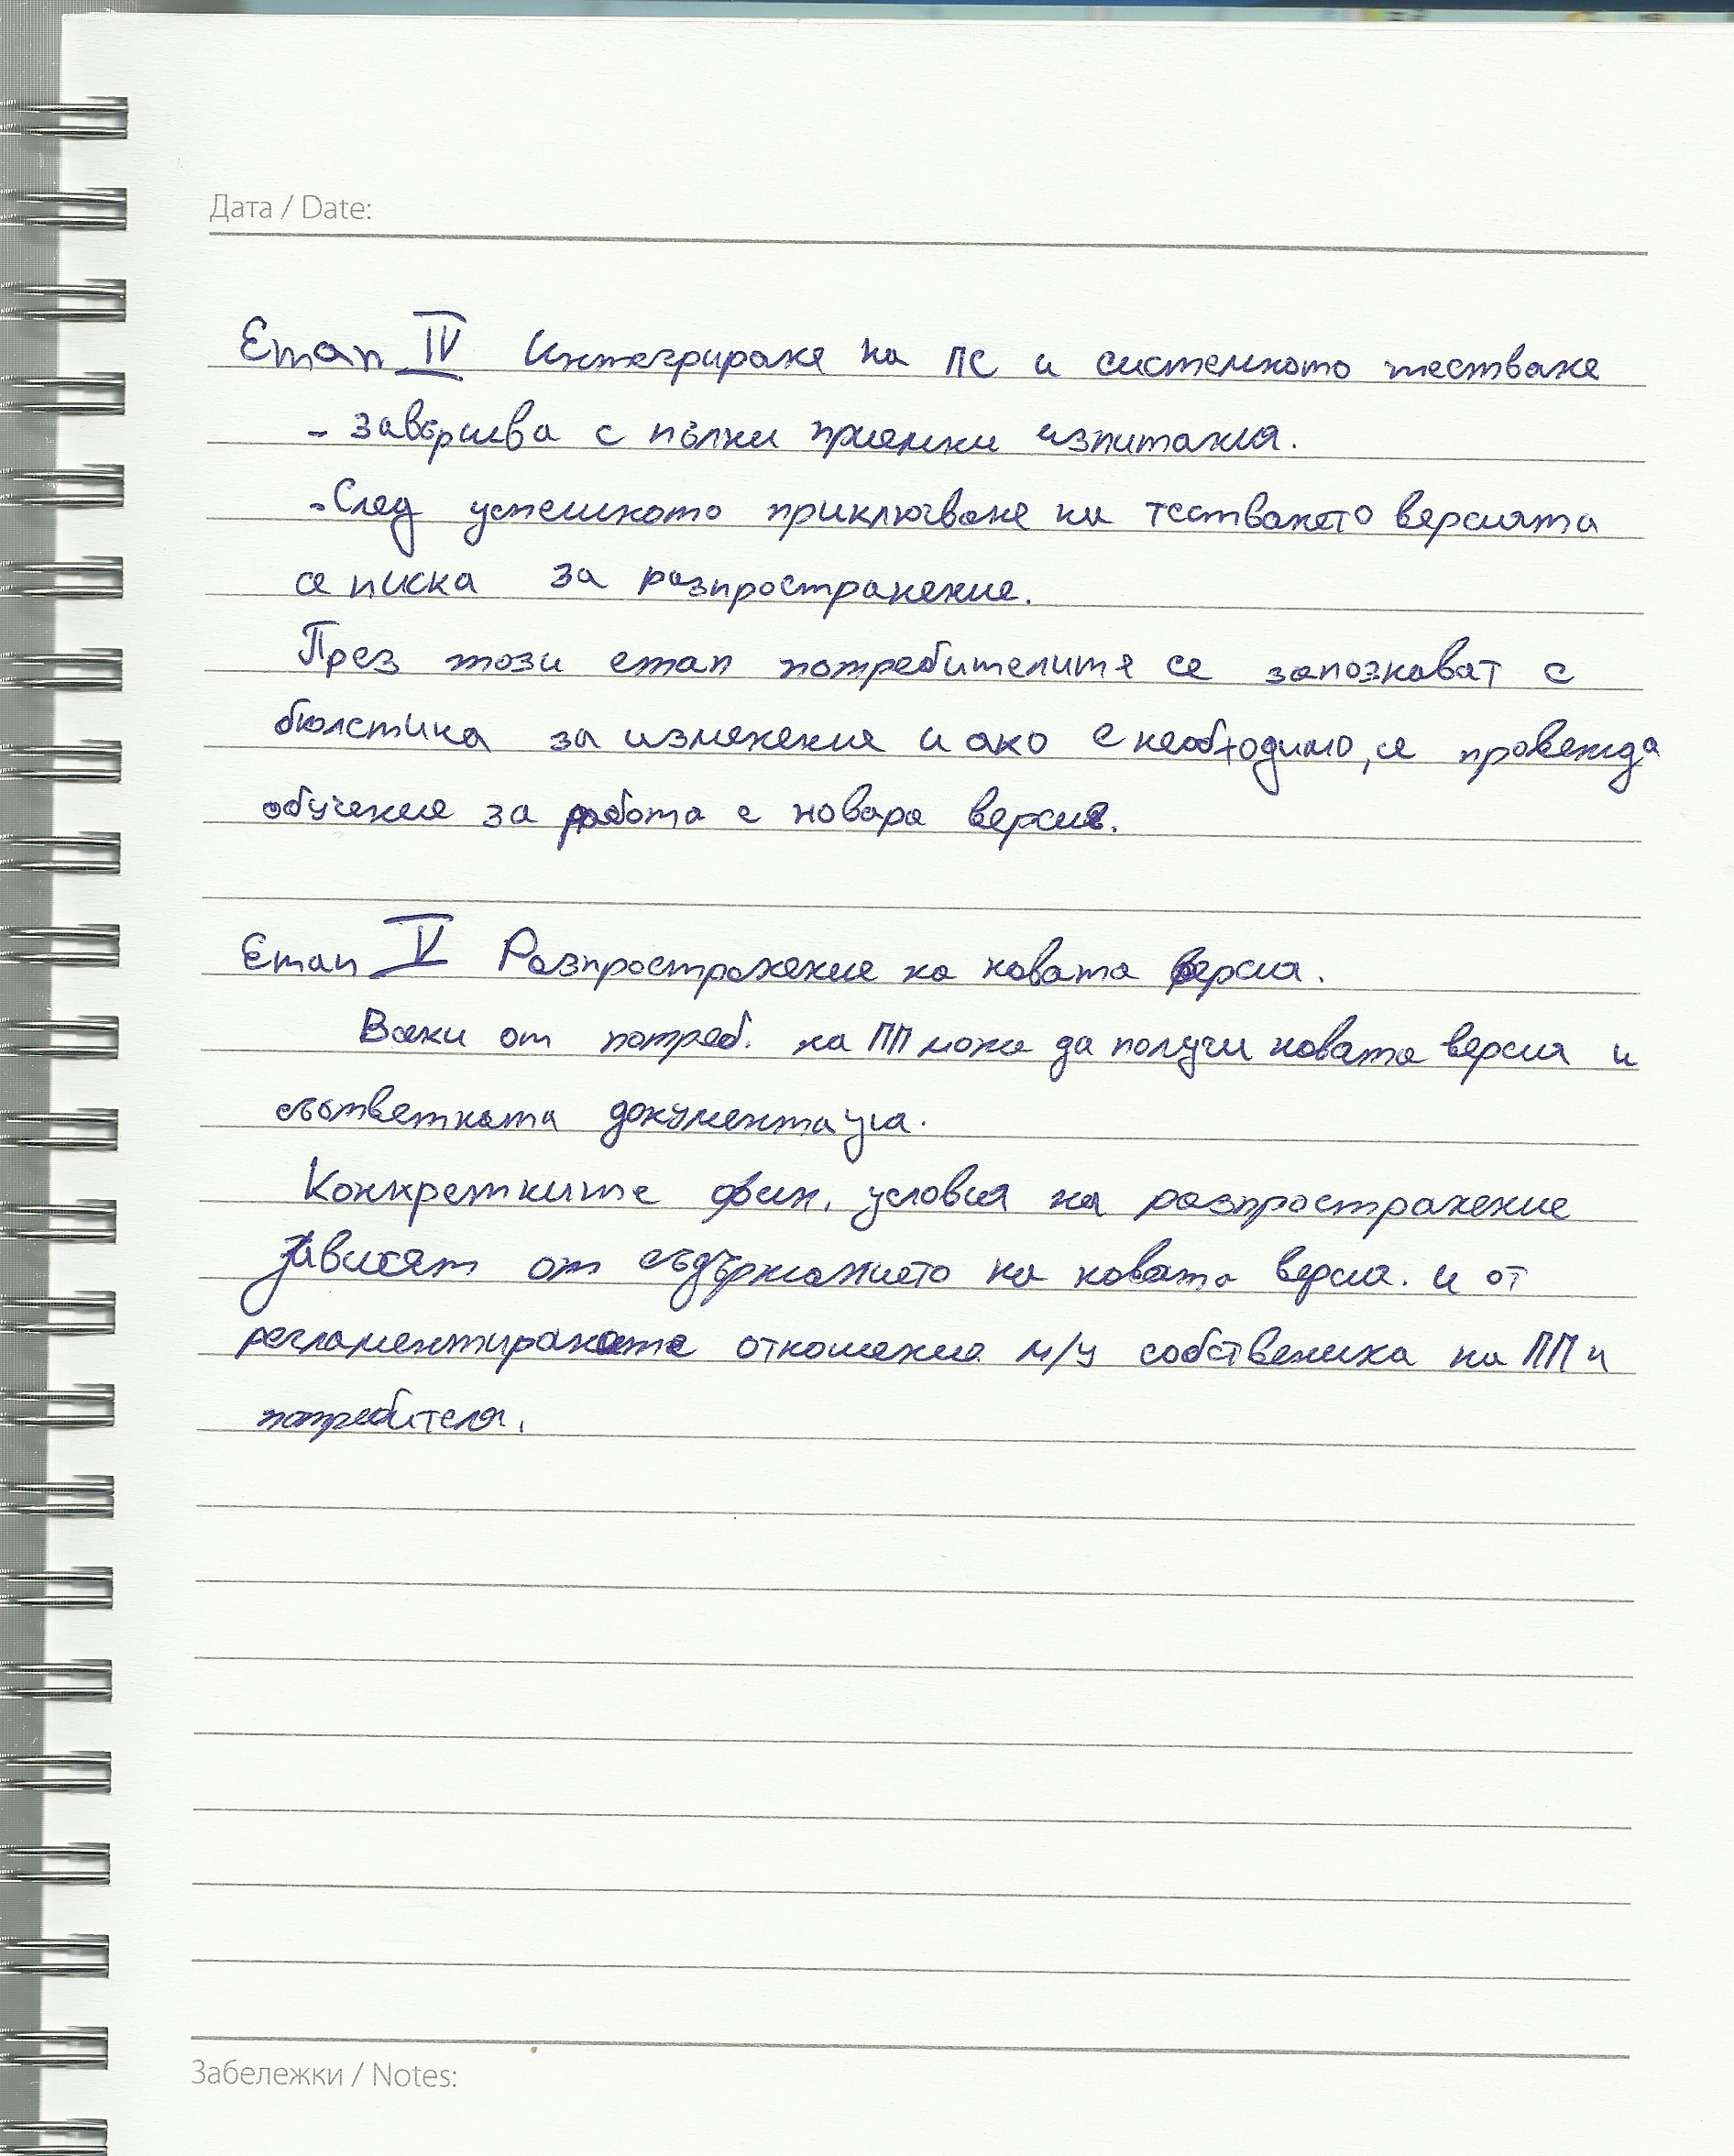 Дата / Date:
Етап IV Интегриране на ПС и системното тестване
- завършва с пълни приемни изпитания.
- След успешното приключване на тестването версията
се писка за разпространение.
През този етап потребителите се запознават с
бюлетина за изменение и ако е необходимо, се провежда
обучение за работа с новара версия.
Етап V Разпространение на новата версия.
Всеки от потреб. на ПП може да получи новата версия и
съответната документация.
Конкретните фин. условия на разпространение
зависят от съдържанието на новата версия. и от
регламентираните отношения м/у собственика на ПП и
потребителя.
Забележки / Notes: